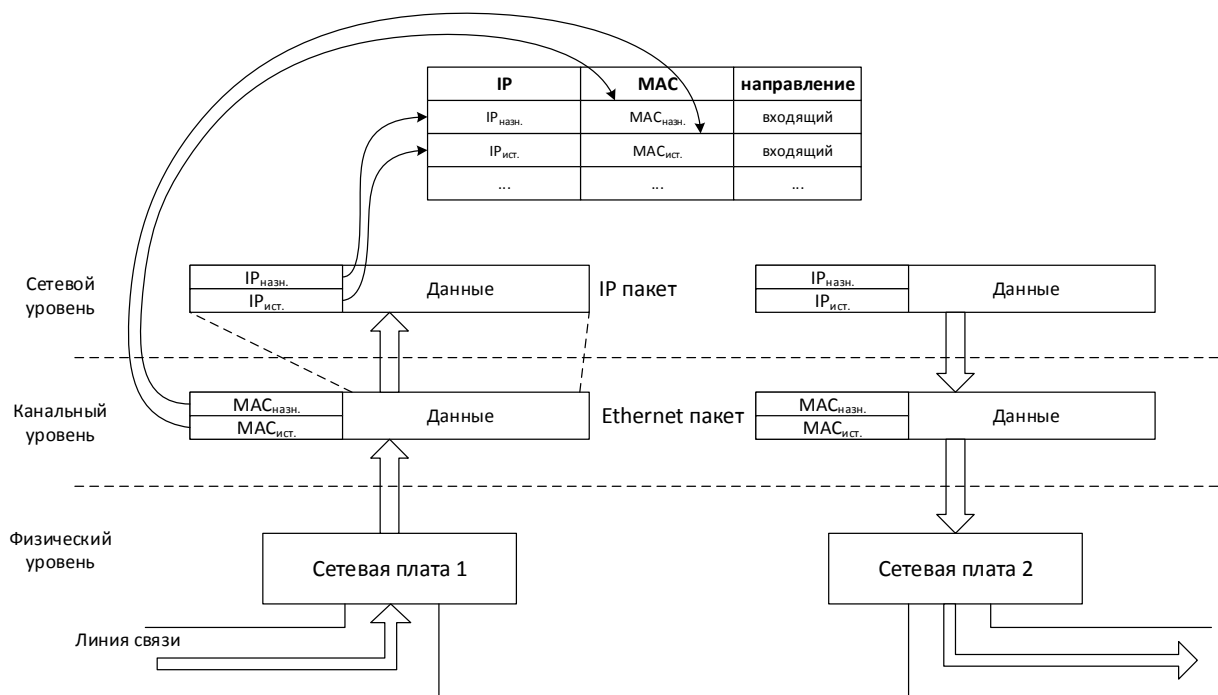 IP MAC направление
IPназн. MACназн. входящий
IPист. MACист. входящий
... ... ...
Сетевой
уровень
IPназн.
IPист.
Данные
IP пакет
IPназн.
IPист.
Данные
Канальный
уровень
MACназн.
MACист.
Данные
Ethernet пакет
MACназн.
MACист.
Данные
Физический
уровень
Сетевая плата 1
Сетевая плата 2
Линия связи